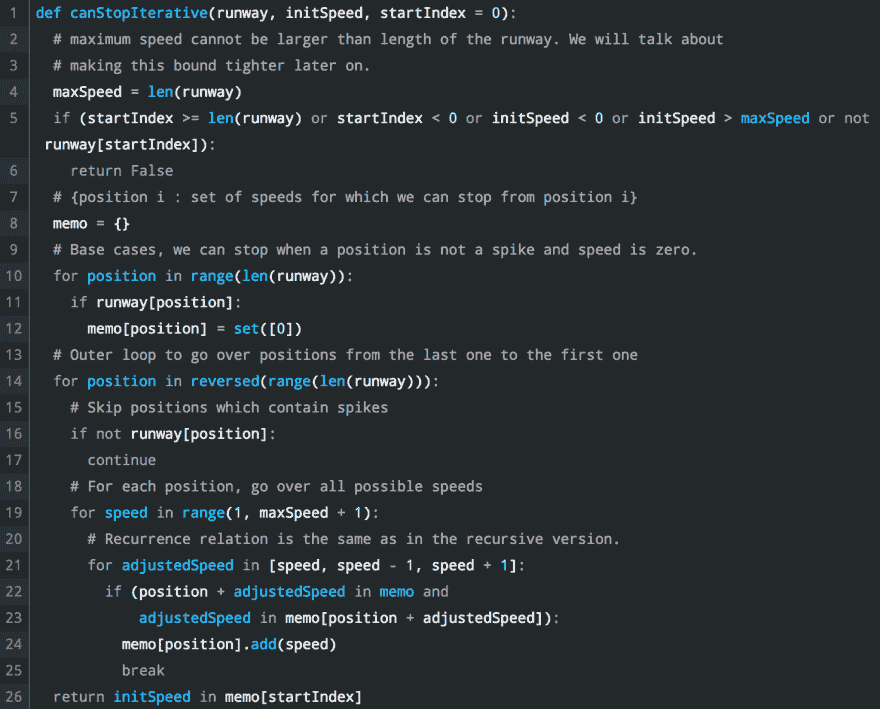 1 def canStopIterative(runway, initSpeed, startIndex = 0):
2 # maximum speed cannot be larger than length of the runway. We will talk about
3 # making this bound tighter later on.
4 maxSpeed = len(runway)
5 if (startIndex >= len(runway) or startIndex < 0 or initSpeed < 0 or initSpeed > maxSpeed or not
runway[startIndex]):
6 return False
7 # {position i : set of speeds for which we can stop from position i}
8 memo = {}
9 # Base cases, we can stop when a position is not a spike and speed is zero.
10 for position in range(len(runway)):
11 if runway[position]:
12 memo[position] = set([0])
13 # Outer loop to go over positions from the last one to the first one
14 for position in reversed(range(len(runway))):
15 # Skip positions which contain spikes
16 if not runway[position]:
17 continue
18 # For each position, go over all possible speeds
19 for speed in range(1, maxSpeed + 1):
20 # Recurrence relation is the same as in the recursive version.
21 for adjustedSpeed in [speed, speed - 1, speed + 1]:
22 if (position + adjustedSpeed in memo and
23 adjustedSpeed in memo[position + adjustedSpeed]):
24 memo[position].add(speed)
25 break
26 return initSpeed in memo[startIndex]